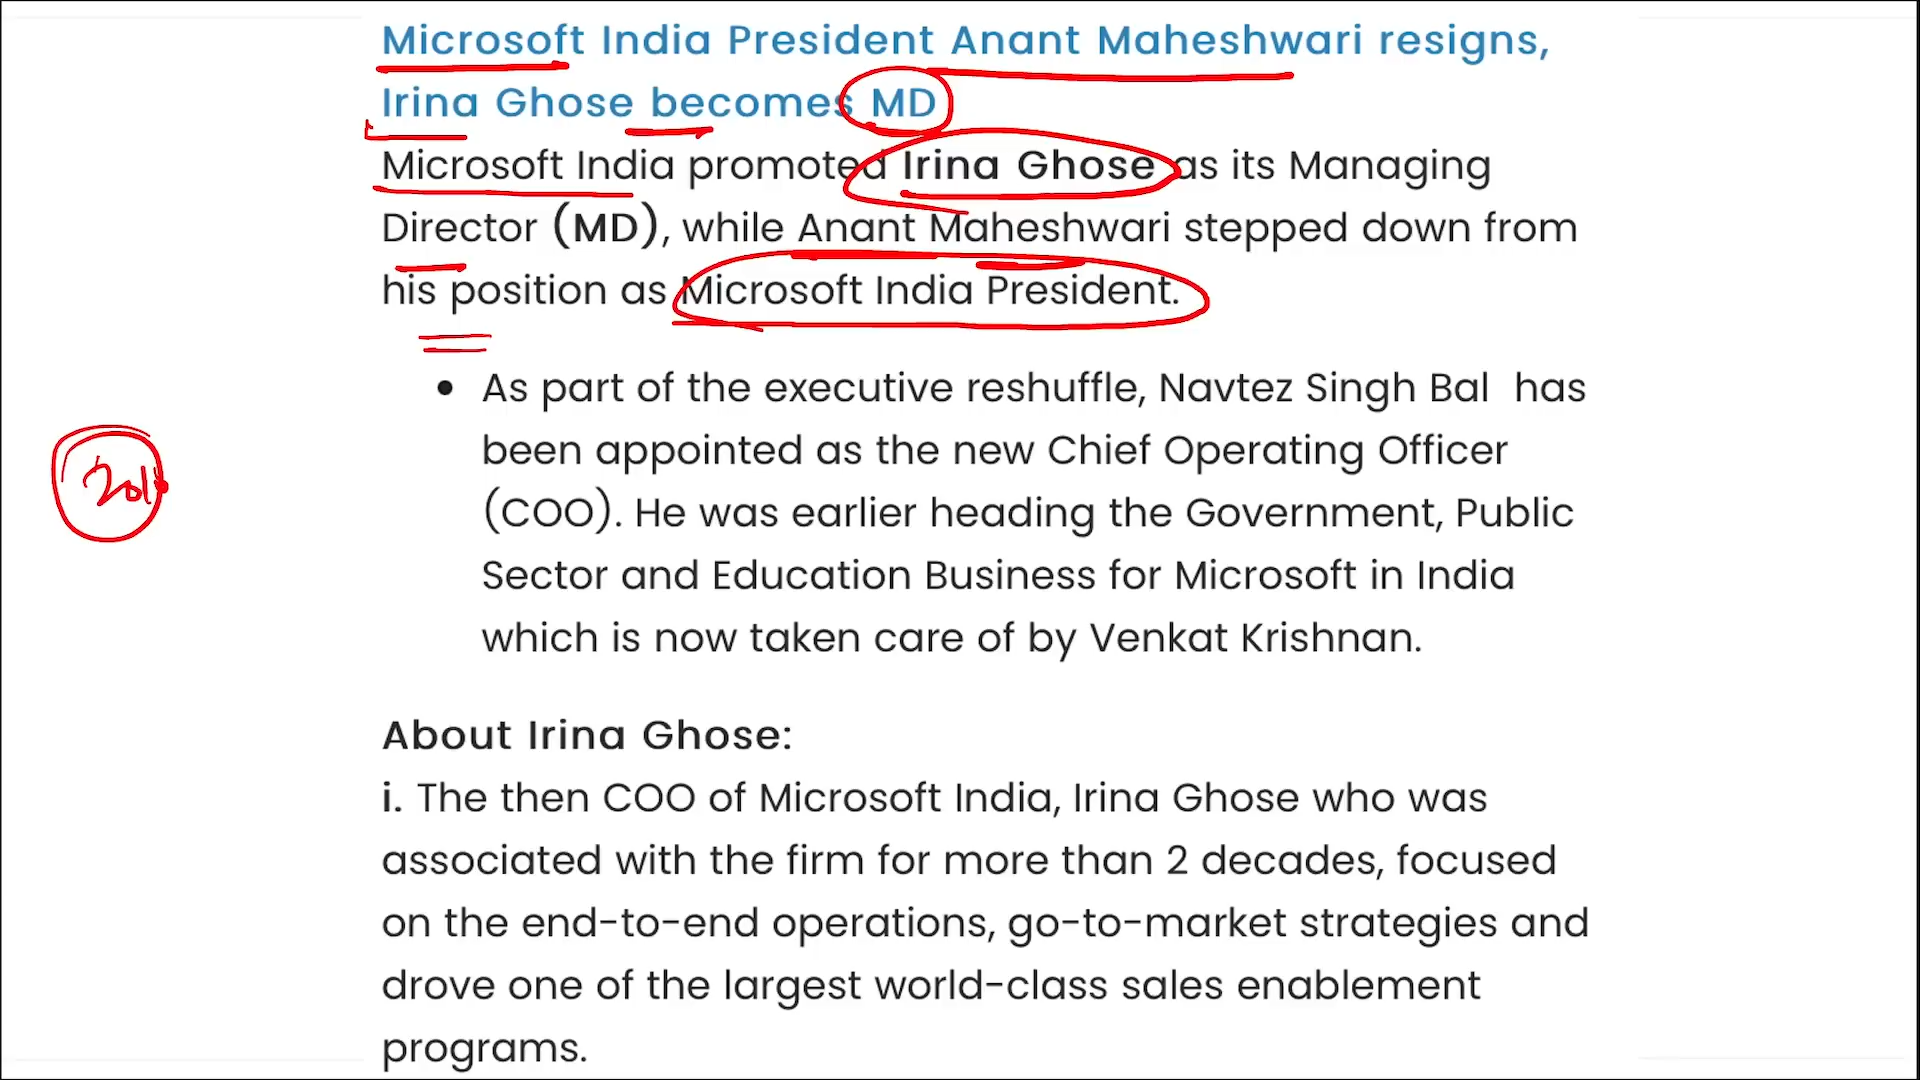 Microsoft India President Anant Maheshwari resigns,
Irina Ghose becomes MD
Microsoft India promoted Irina Ghose as its Managing
Director (MD), while Anant Maheshwari stepped down from
his position as Microsoft India President.
• As part of the executive reshuffle, Navtez Singh Bal has
been appointed as the new Chief Operating Officer
(COO). He was earlier heading the Government, Public
Sector and Education Business for Microsoft in India
which is now taken care of by Venkat Krishnan.
About Irina Ghose:
i. The then COO of Microsoft India, Irina Ghose who was
associated with the firm for more than 2 decades, focused
on the end-to-end operations, go-to-market strategies and
drove one of the largest world-class sales enablement
programs.